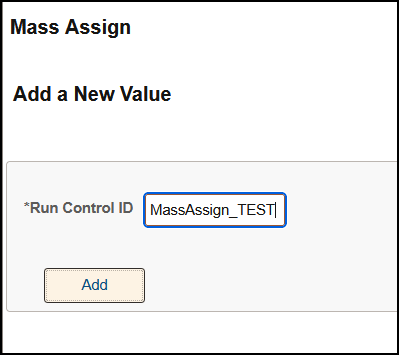 Mass Assign
Add a New Value
*Run Control ID MassAssign_TEST
Add